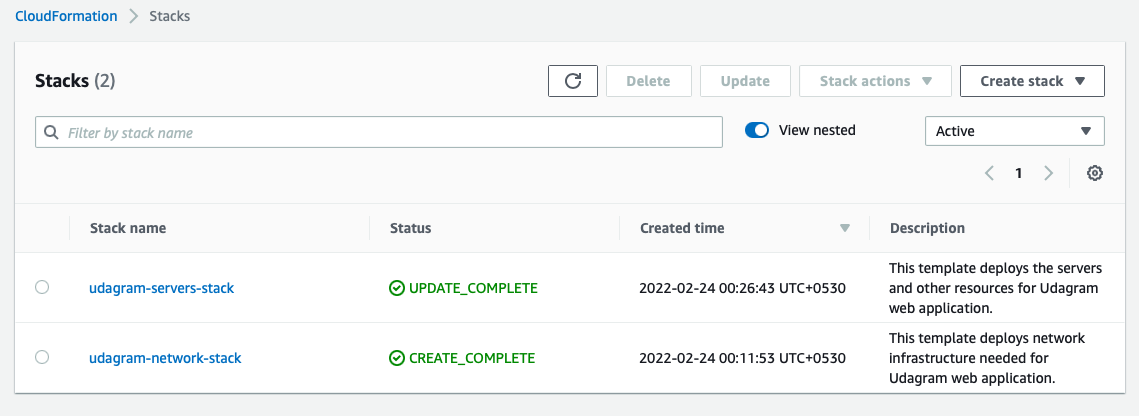 CloudFormation > Stacks
Stacks (2)
Delete
Update
Stack actions
Create stack
Filter by stack name
View nested
Active
1
Stack name
Status
Created time
Description
udagram-servers-stack
UPDATE_COMPLETE
2022-02-24 00:26:43 UTC+0530
This template deploys the servers
and other resources for Udagram
web application.
udagram-network-stack
CREATE_COMPLETE
2022-02-24 00:11:53 UTC+0530
This template deploys network
infrastructure needed for
Udagram web application.